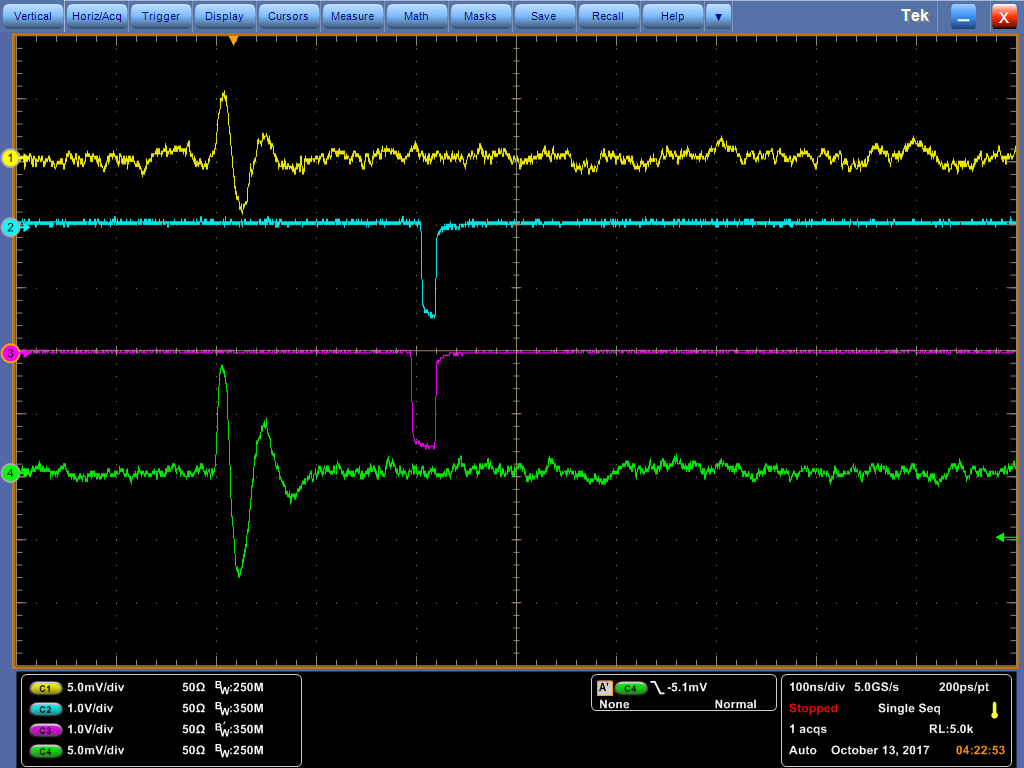 Vertical Horiz/Acq Trigger Display Cursors Measure Math Masks Save Recall Help Tek X
1
2
3
4
C1 5.0mV/div 50Ω BW:250M
C2 1.0V/div 50Ω BW:350M
C3 1.0V/div 50Ω B'W:350M
C4 5.0mV/div 50Ω BW:250M
A' C4 -5.1mV
None Normal
100ns/div 5.0GS/s 200ps/pt
Stopped Single Seq
1 acqs RL:5.0k
Auto October 13, 2017 04:22:53